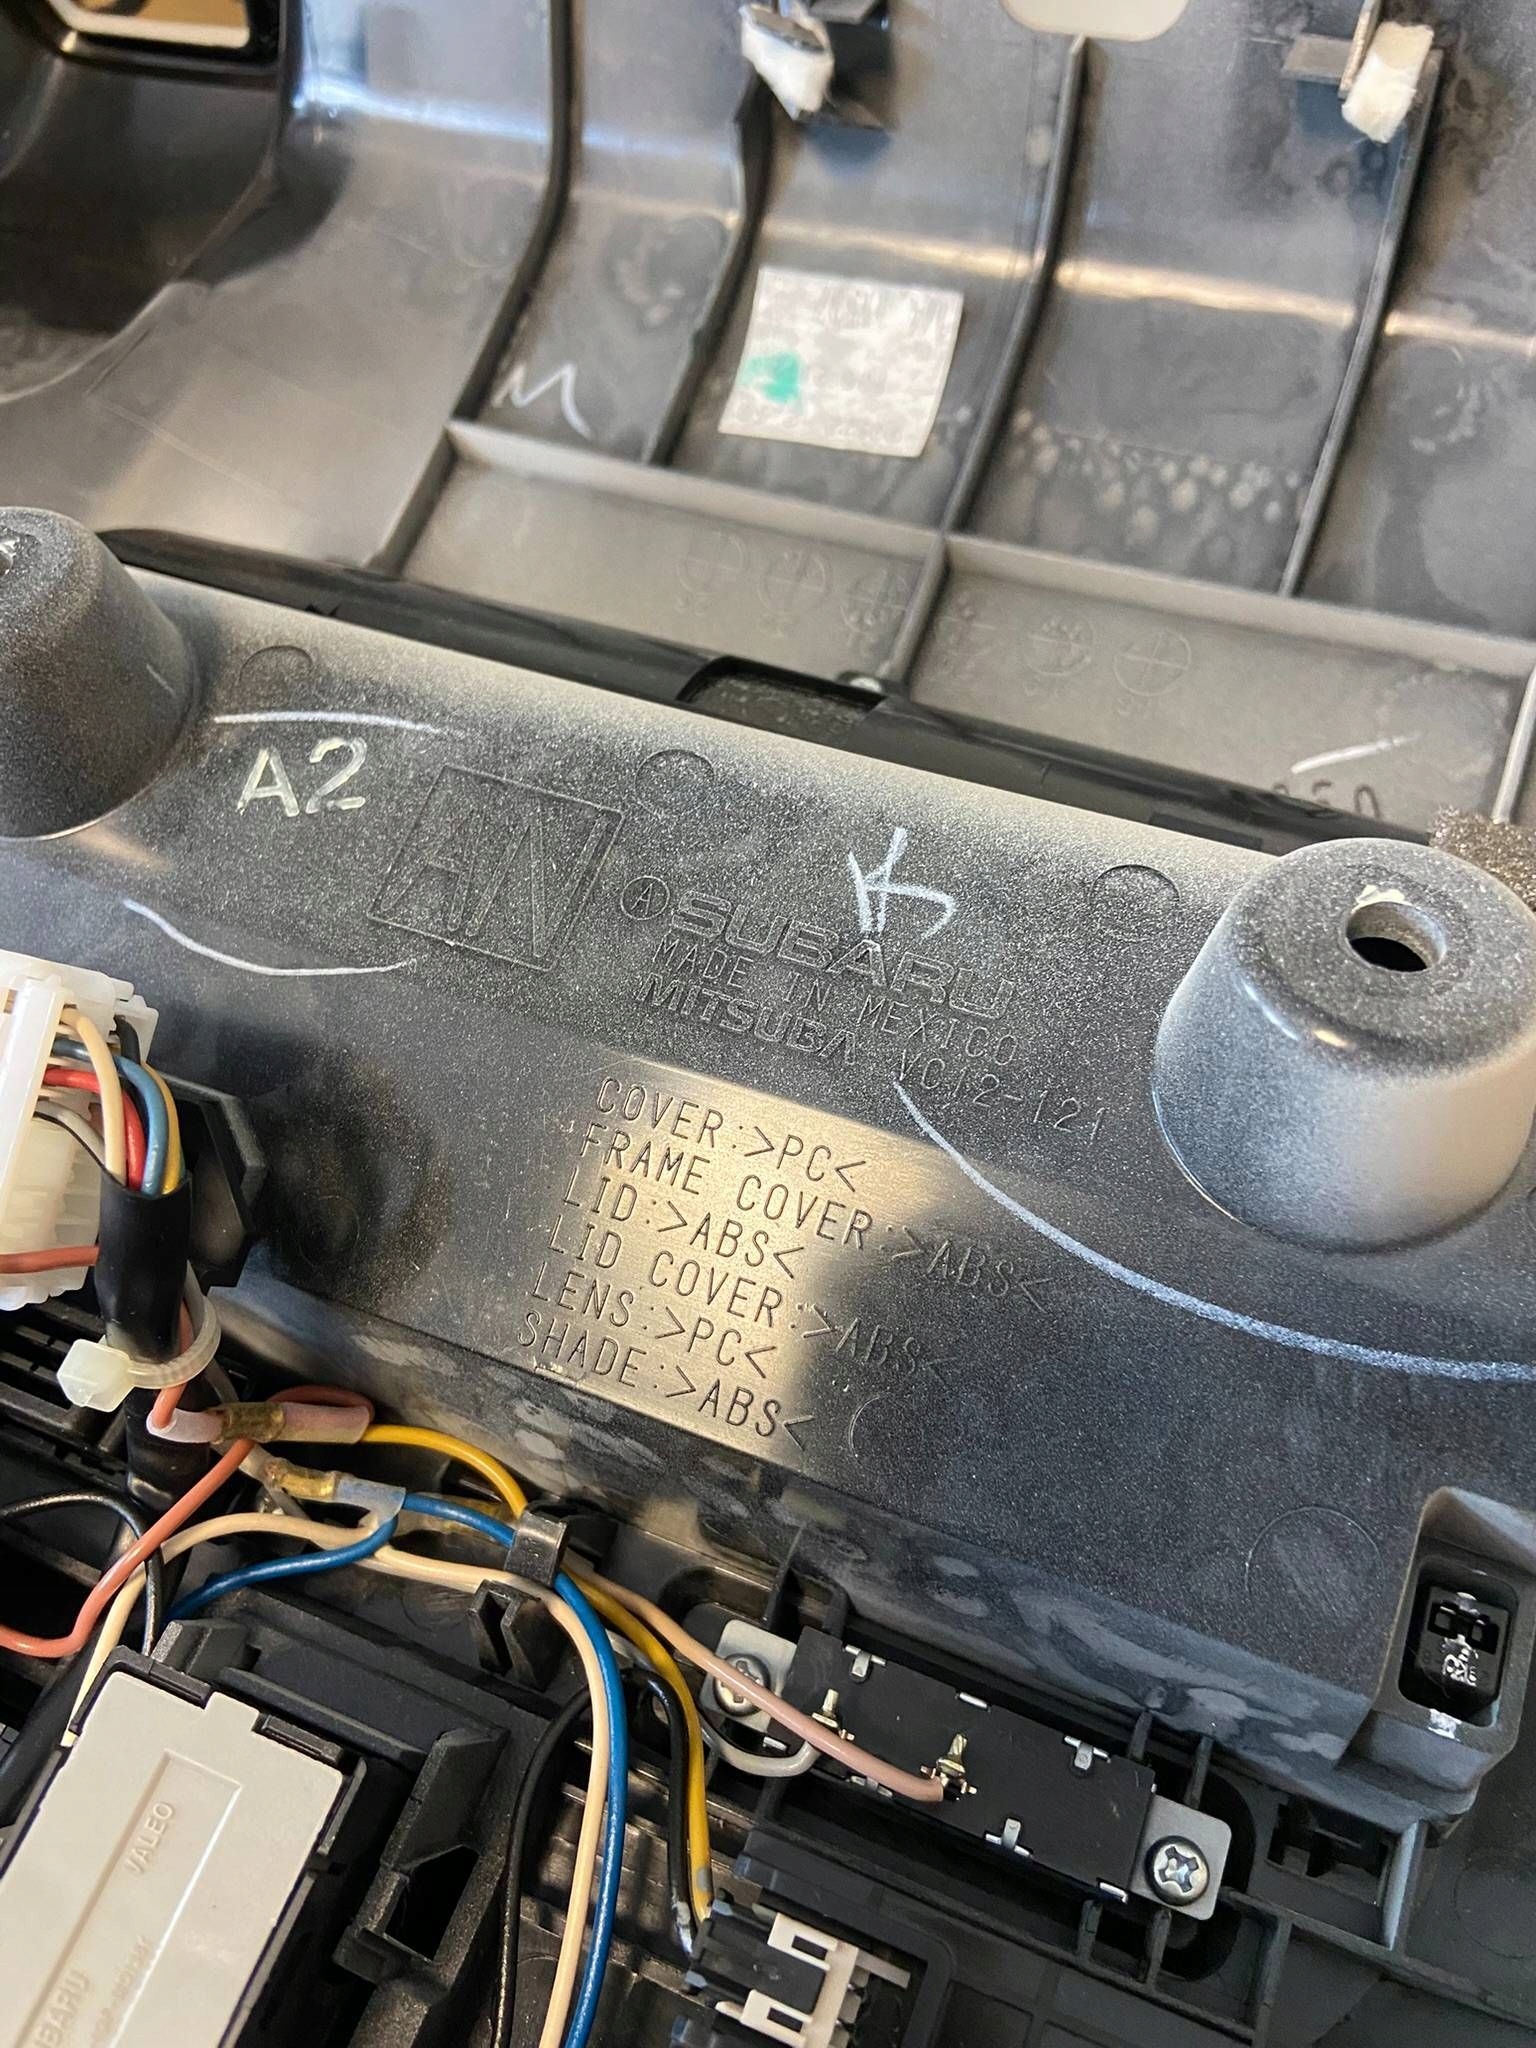 M
A2
AN
K
A SUBARU
MADE IN MEXICO
MITSUBA VC12-121
COVER:>PC<
FRAME COVER:>ABS<
LID:>ABS<
LID COVER:>ABS<
LENS:>PC<
SHADE:>ABS<
VALEO